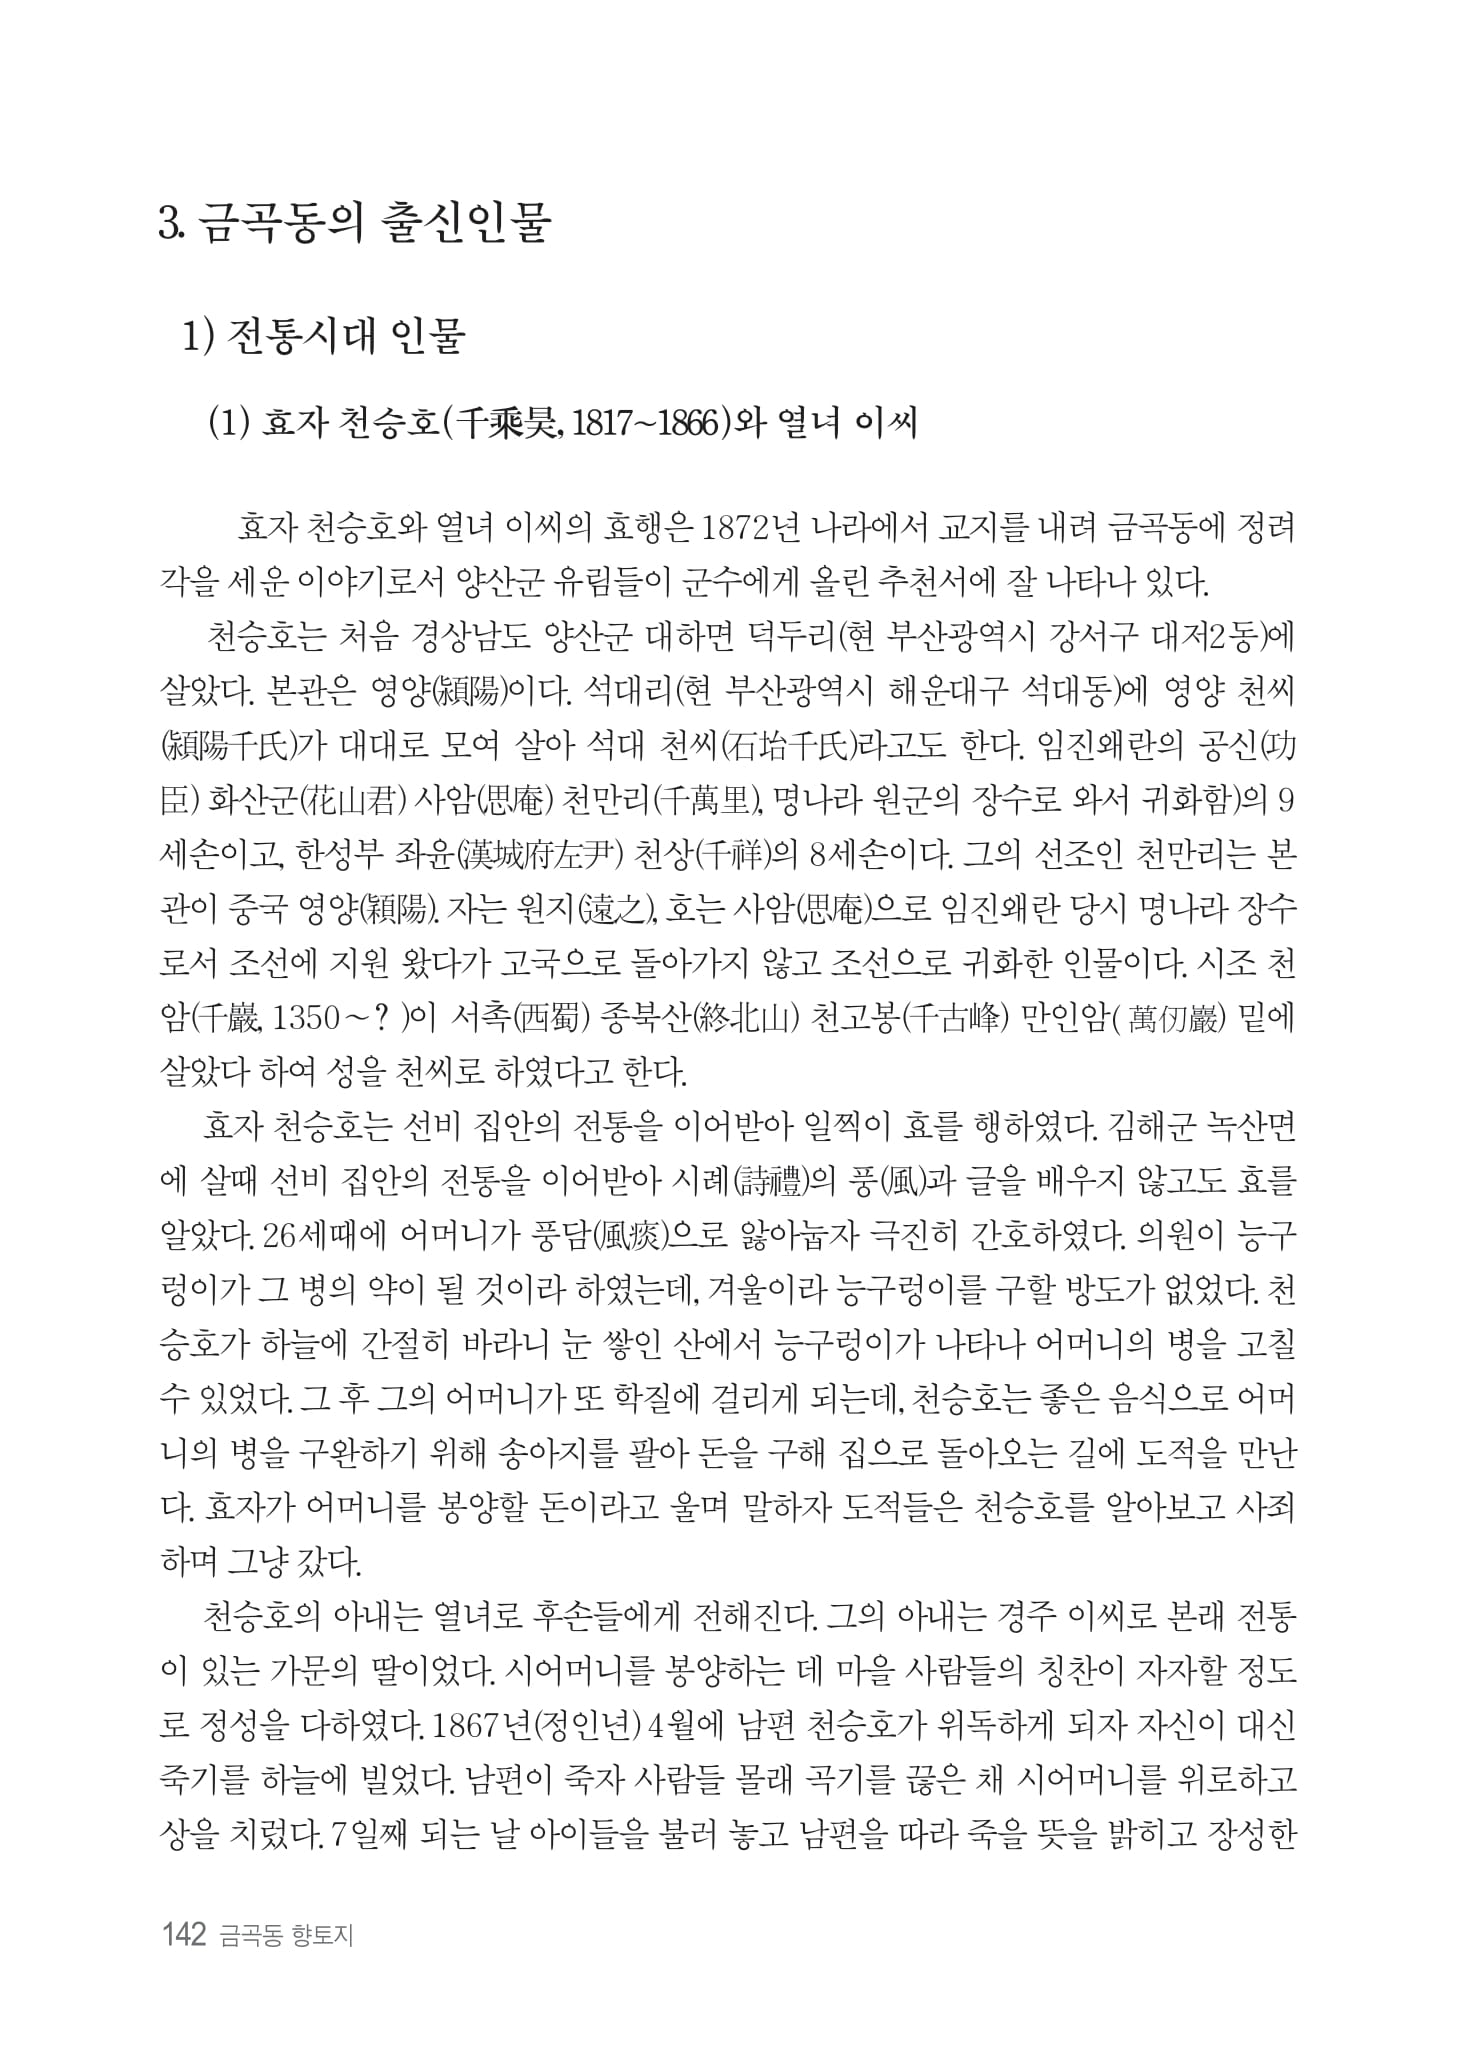 3. 금곡동의 출신인물
1) 전통시대 인물
(1) 효자 천승호(千乘昊, 1817~1866)와 열녀 이씨
효자 천승호와 열녀 이씨의 효행은 1872년 나라에서 교지를 내려 금곡동에 정려
각을 세운 이야기로서 양산군 유림들이 군수에게 올린 추천서에 잘 나타나 있다.
천승호는 처음 경상남도 양산군 대하면 덕두리(현 부산광역시 강서구 대저2동)에
살았다. 본관은 영양(潁陽)이다. 석대리(현 부산광역시 해운대구 석대동)에 영양 천씨
(潁陽千氏)가 대대로 모여 살아 석대 천씨(石坮千氏)라고도 한다. 임진왜란의 공신(功
臣) 화산군(花山君) 사암(思庵) 천만리(千萬里), 명나라 원군의 장수로 와서 귀화함)의 9
세손이고, 한성부 좌윤(漢城府左尹) 천상(千祥)의 8세손이다. 그의 선조인 천만리는 본
관이 중국 영양(穎陽). 자는 원지(遠之), 호는 사암(思庵)으로 임진왜란 당시 명나라 장수
로서 조선에 지원 왔다가 고국으로 돌아가지 않고 조선으로 귀화한 인물이다. 시조 천
암(千巖, 1350~? )이 서촉(西蜀) 종북산(終北山) 천고봉(千古峰) 만인암( 萬仞巖) 밑에
살았다 하여 성을 천씨로 하였다고 한다.
효자 천승호는 선비 집안의 전통을 이어받아 일찍이 효를 행하였다. 김해군 녹산면
에 살때 선비 집안의 전통을 이어받아 시례(詩禮)의 풍(風)과 글을 배우지 않고도 효를
알았다. 26세때에 어머니가 풍담(風痰)으로 앓아눕자 극진히 간호하였다. 의원이 능구
렁이가 그 병의 약이 될 것이라 하였는데, 겨울이라 능구렁이를 구할 방도가 없었다. 천
승호가 하늘에 간절히 바라니 눈 쌓인 산에서 능구렁이가 나타나 어머니의 병을 고칠
수 있었다. 그 후 그의 어머니가 또 학질에 걸리게 되는데, 천승호는 좋은 음식으로 어머
니의 병을 구완하기 위해 송아지를 팔아 돈을 구해 집으로 돌아오는 길에 도적을 만난
다. 효자가 어머니를 봉양할 돈이라고 울며 말하자 도적들은 천승호를 알아보고 사죄
하며 그냥 갔다.
천승호의 아내는 열녀로 후손들에게 전해진다. 그의 아내는 경주 이씨로 본래 전통
이 있는 가문의 딸이었다. 시어머니를 봉양하는 데 마을 사람들의 칭찬이 자자할 정도
로 정성을 다하였다. 1867년(정인년) 4월에 남편 천승호가 위독하게 되자 자신이 대신
죽기를 하늘에 빌었다. 남편이 죽자 사람들 몰래 곡기를 끊은 채 시어머니를 위로하고
상을 치렀다. 7일째 되는 날 아이들을 불러 놓고 남편을 따라 죽을 뜻을 밝히고 장성한
142 금곡동 향토지